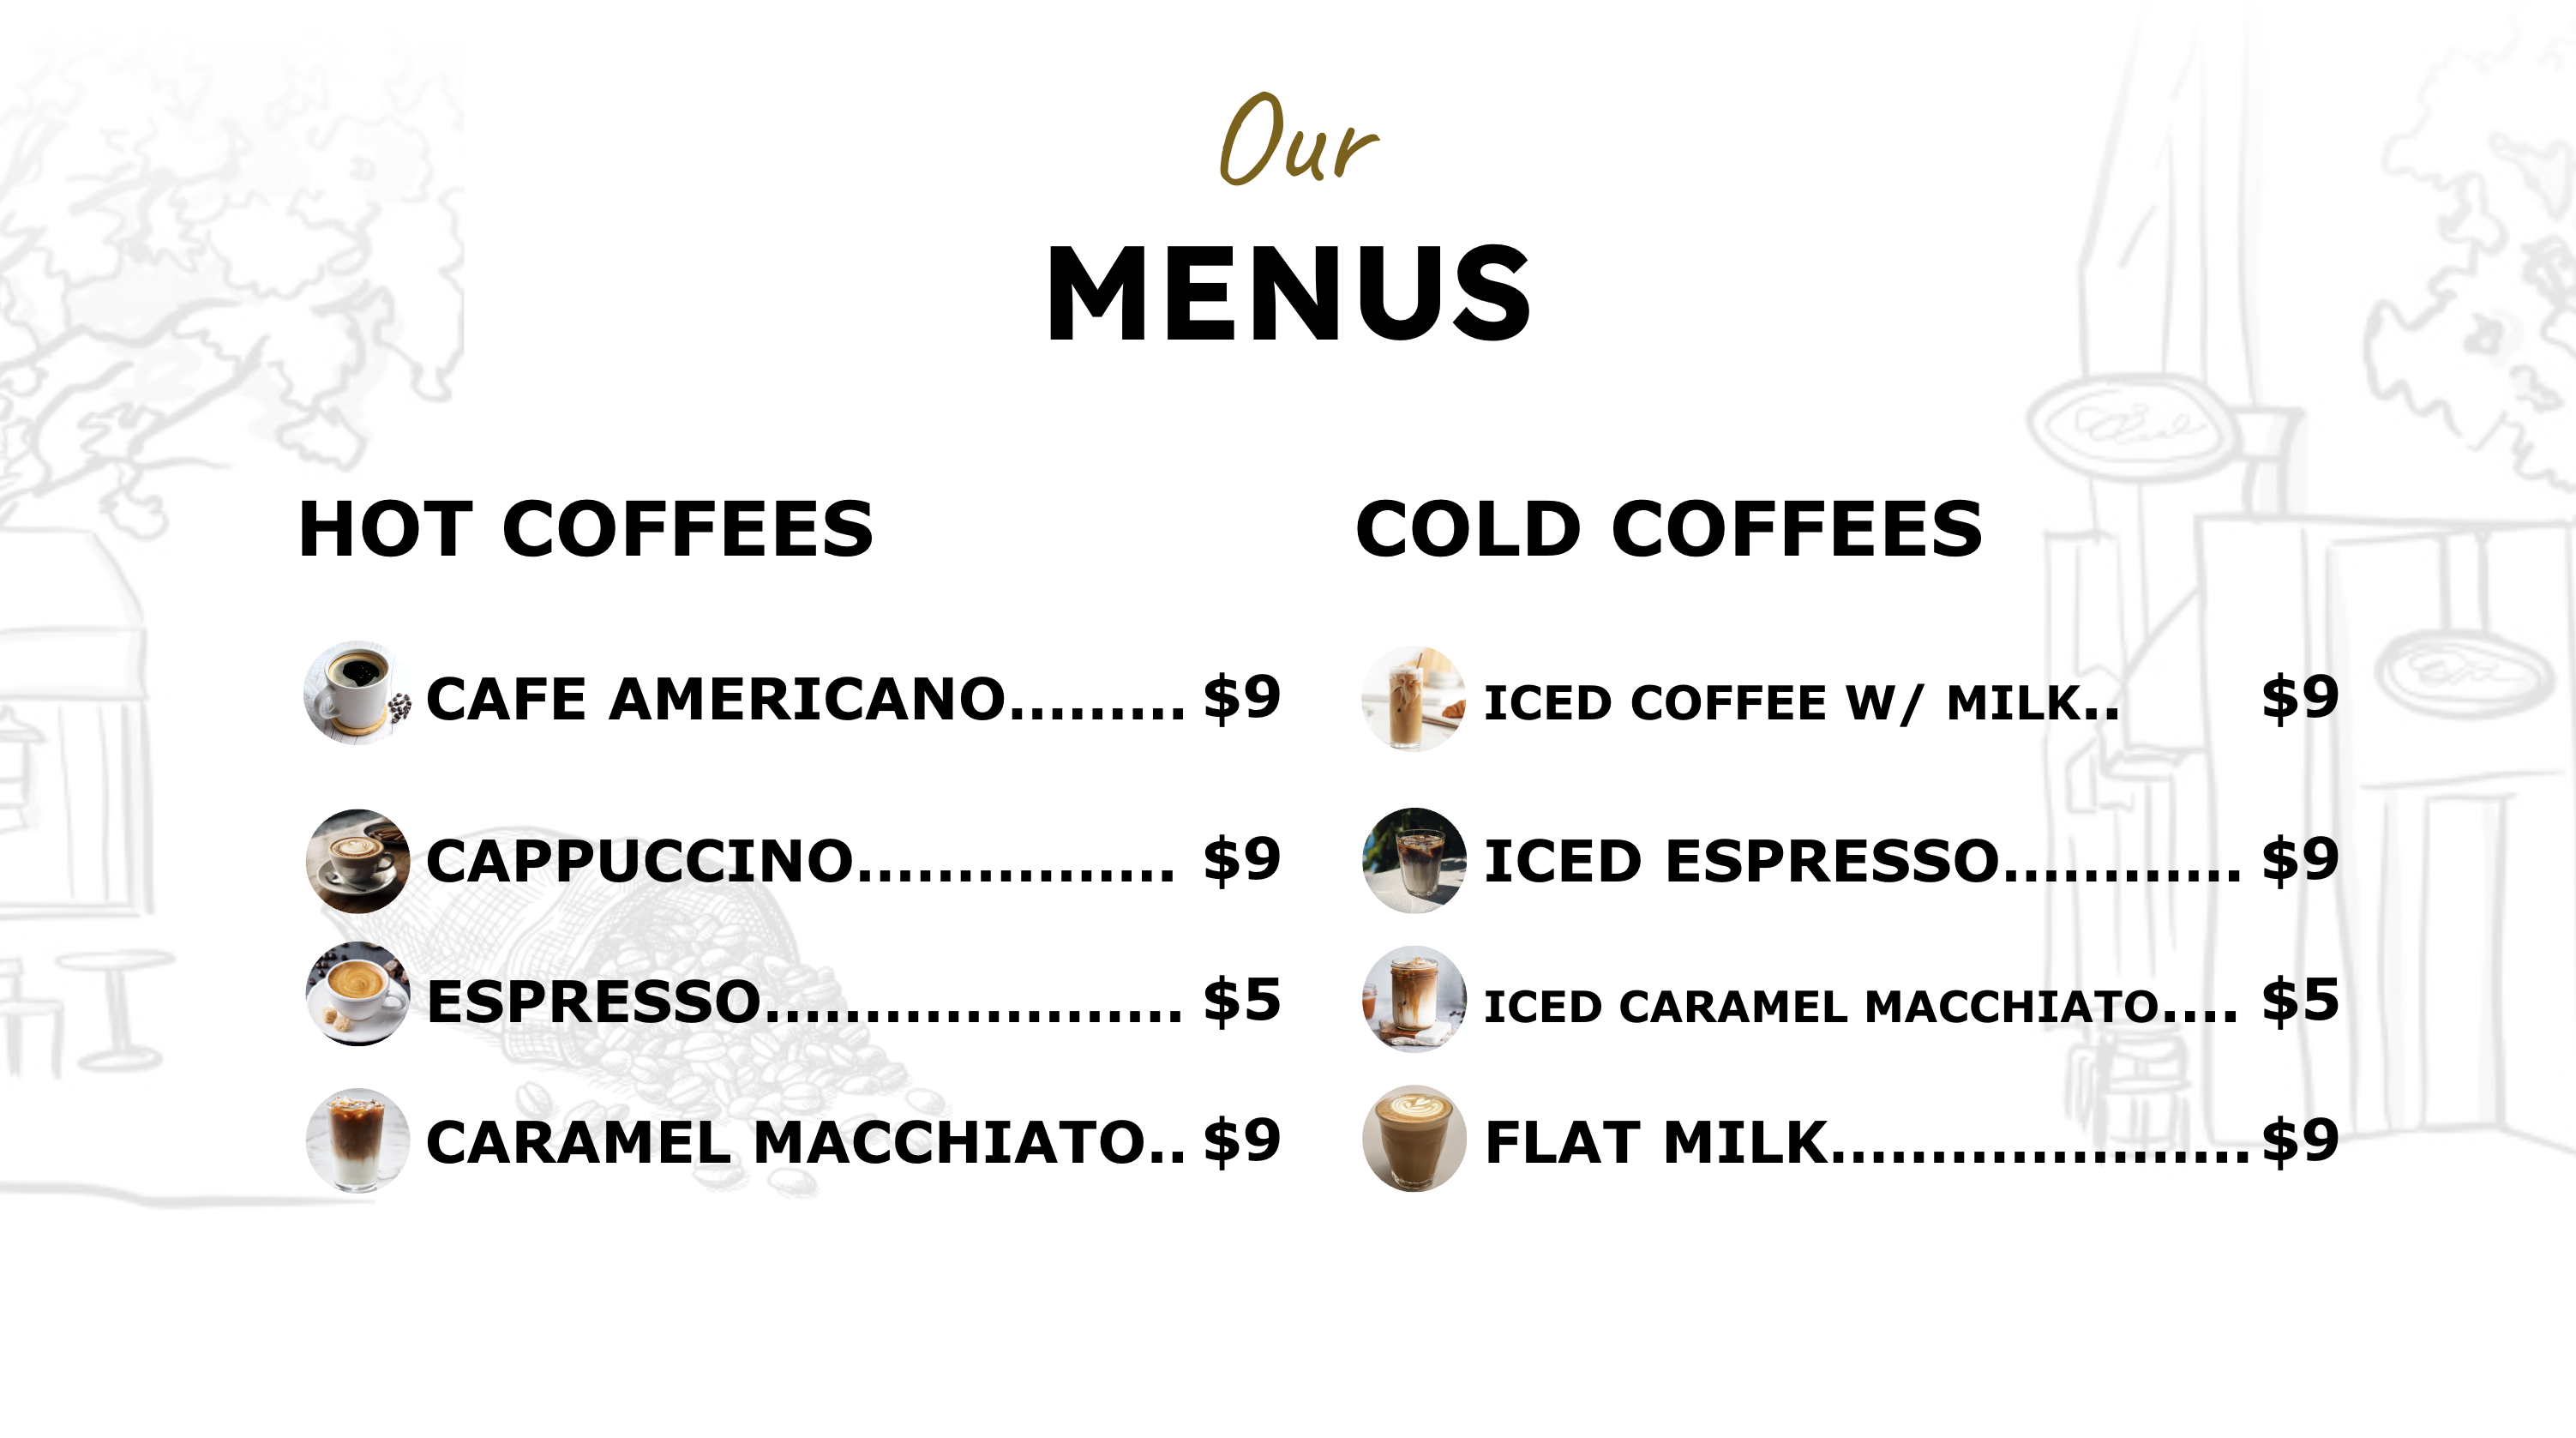 Our
MENUS
HOT COFFEES
CAFE AMERICANO......... $9
CAPPUCCINO................ $9
ESPRESSO..................... $5
CARAMEL MACCHIATO.. $9
COLD COFFEES
ICED COFFEE W/ MILK.. $9
ICED ESPRESSO............ $9
ICED CARAMEL MACCHIATO.... $5
FLAT MILK.....................$9